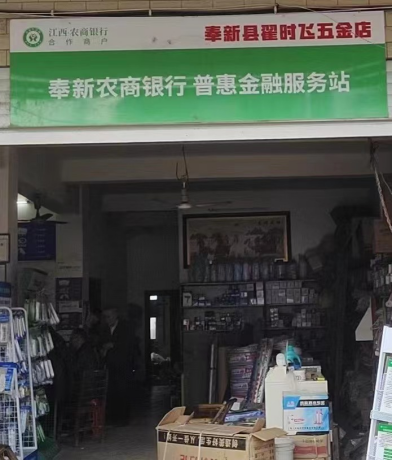 江西·农商银行
合作商户
奉新县翟时飞五金店
奉新农商银行 普惠金融服务站